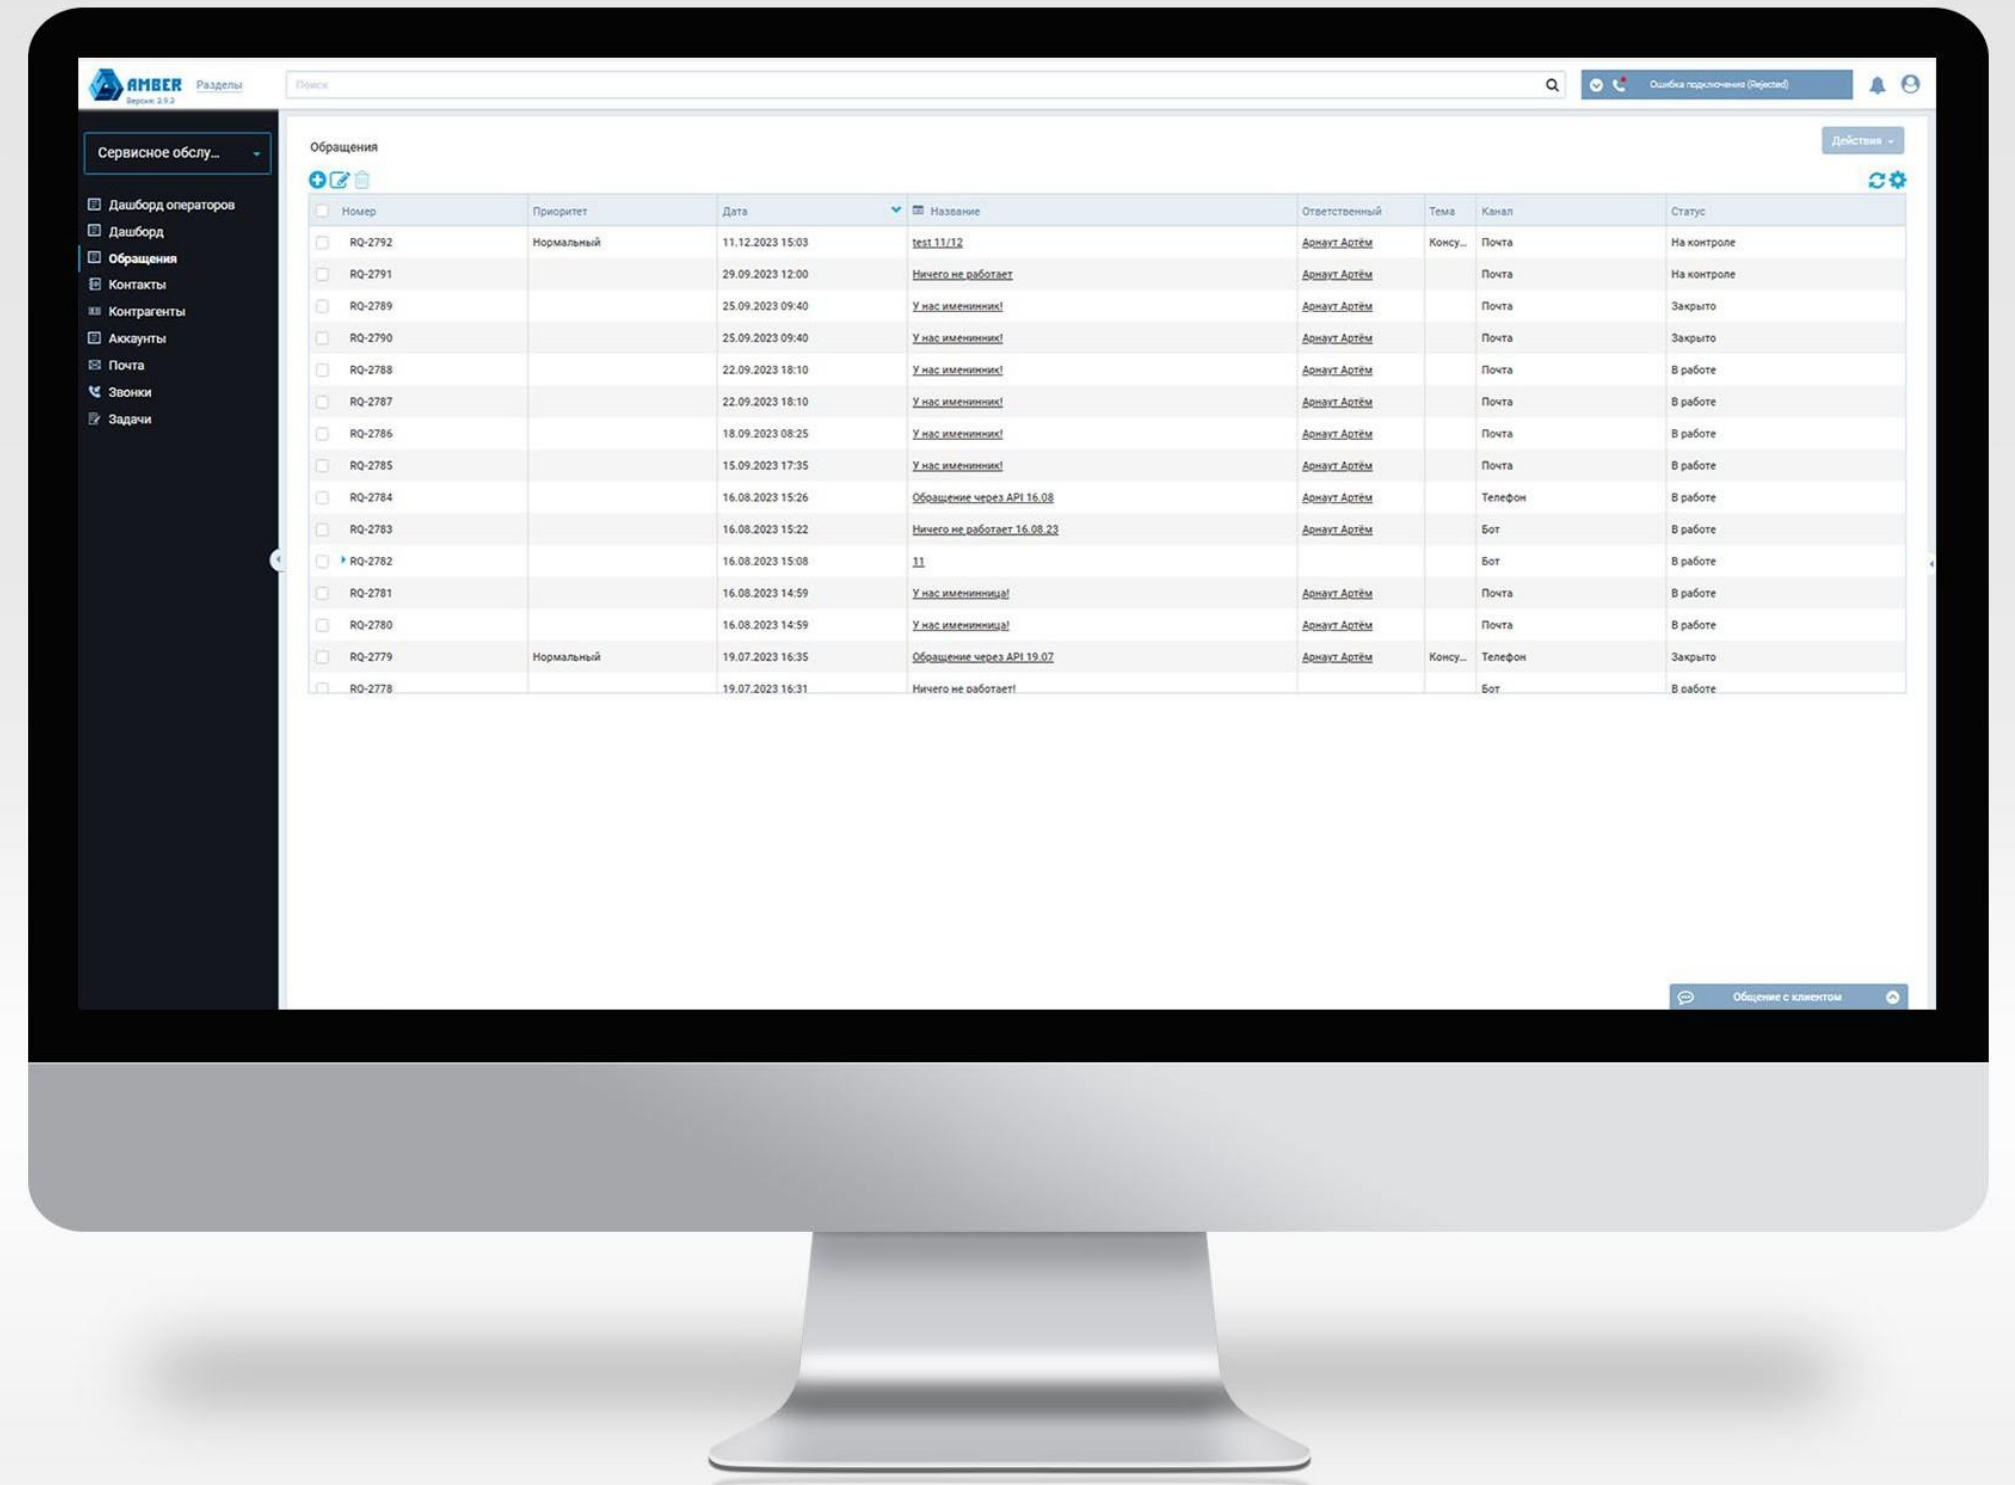 AMBER Разделы Поиск Ошибка подключения (Rejected)
Версия: 3.9.2
Сервисное обслу...
Дашборд операторов
Дашборд
Обращения
Контакты
Контрагенты
Аккаунты
Почта
Звонки
Задачи
Обращения Действия
Номер Приоритет Дата Название Ответственный Тема Канал Статус
RQ-2792 Нормальный 11.12.2023 15:03 test 11/12 Арнаут Артём Консу... Почта На контроле
RQ-2791 29.09.2023 12:00 Ничего не работает Арнаут Артём Почта На контроле
RQ-2789 25.09.2023 09:40 У нас именинник! Арнаут Артём Почта Закрыто
RQ-2790 25.09.2023 09:40 У нас именинник! Арнаут Артём Почта Закрыто
RQ-2788 22.09.2023 18:10 У нас именинник! Арнаут Артём Почта В работе
RQ-2787 22.09.2023 18:10 У нас именинник! Арнаут Артём Почта В работе
RQ-2786 18.09.2023 08:25 У нас именинник! Арнаут Артём Почта В работе
RQ-2785 15.09.2023 17:35 У нас именинник! Арнаут Артём Почта В работе
RQ-2784 16.08.2023 15:26 Обращение через API 16.08 Арнаут Артём Телефон В работе
RQ-2783 16.08.2023 15:22 Ничего не работает 16.08.23 Арнаут Артём Бот В работе
RQ-2782 16.08.2023 15:08 11 Бот В работе
RQ-2781 16.08.2023 14:59 У нас именинница! Арнаут Артём Почта В работе
RQ-2780 16.08.2023 14:59 У нас именинница! Арнаут Артём Почта В работе
RQ-2779 Нормальный 19.07.2023 16:35 Обращение через API 19.07 Арнаут Артём Консу... Телефон Закрыто
RQ-2778 19.07.2023 16:31 Ничего не работает! Бот В работе
Общение с клиентом